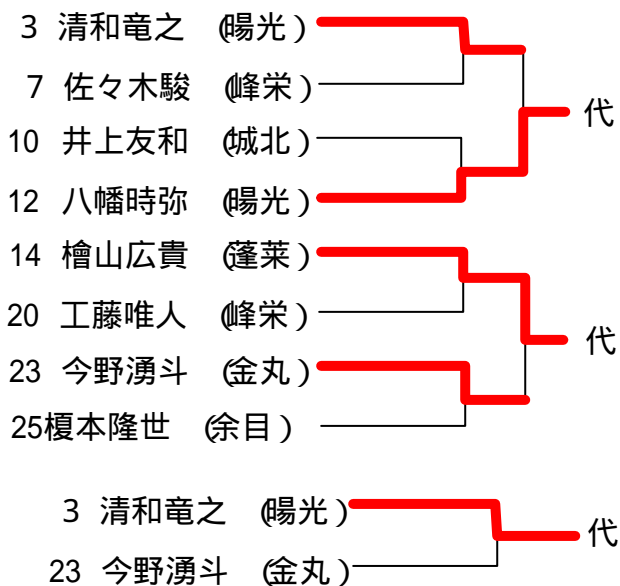 3 清和竜之 (陽光)
7 佐々木駿 (峰栄)
10 井上友和 (城北)
代
12 八幡時弥 (陽光)
14 檜山広貴 (蓬莱)
20 工藤唯人 (峰栄)
代
23 今野湧斗 (金丸)
25榎本隆世 (余目)
3 清和竜之 (陽光)
代
23 今野湧斗 (金丸)